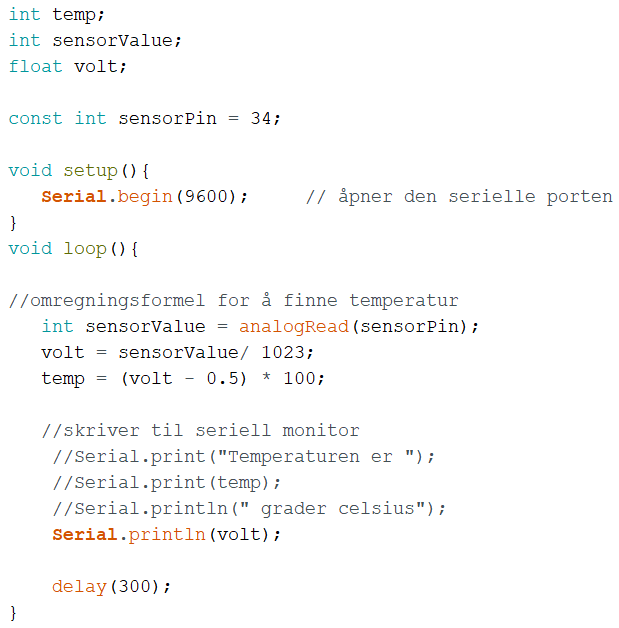 int temp;
int sensorValue;
float volt;
const int sensorPin = 34;
void setup(){
Serial.begin(9600); // åpner den serielle porten
}
void loop(){
//omregningsformel for å finne temperatur
int sensorValue = analogRead(sensorPin);
volt = sensorValue/ 1023;
temp = (volt - 0.5) * 100;
//skriver til seriell monitor
//Serial.print("Temperaturen er ");
//Serial.print(temp);
//Serial.println(" grader celsius");
Serial.println(volt);
delay(300);
}